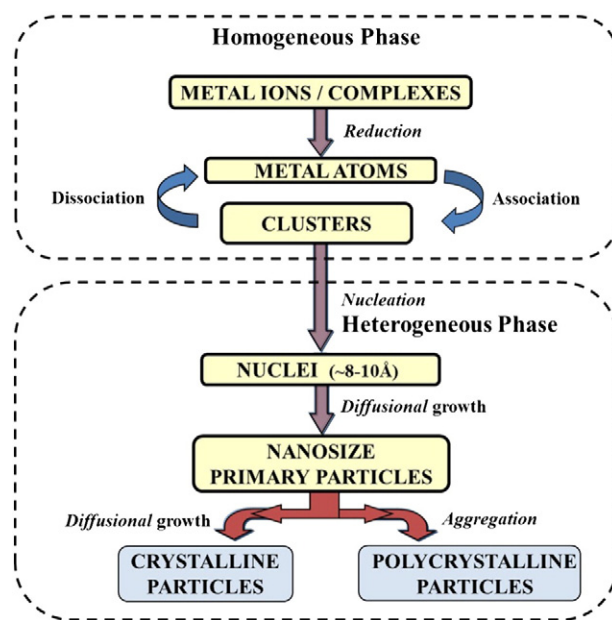 Homogeneous Phase
METAL IONS / COMPLEXES
Reduction
METAL ATOMS
Dissociation
Association
CLUSTERS
Nucleation
Heterogeneous Phase
NUCLEI (~8-10Å)
Diffusional growth
NANOSIZE
PRIMARY PARTICLES
Diffusional growth
Aggregation
CRYSTALLINE
PARTICLES
POLYCRYSTALLINE
PARTICLES